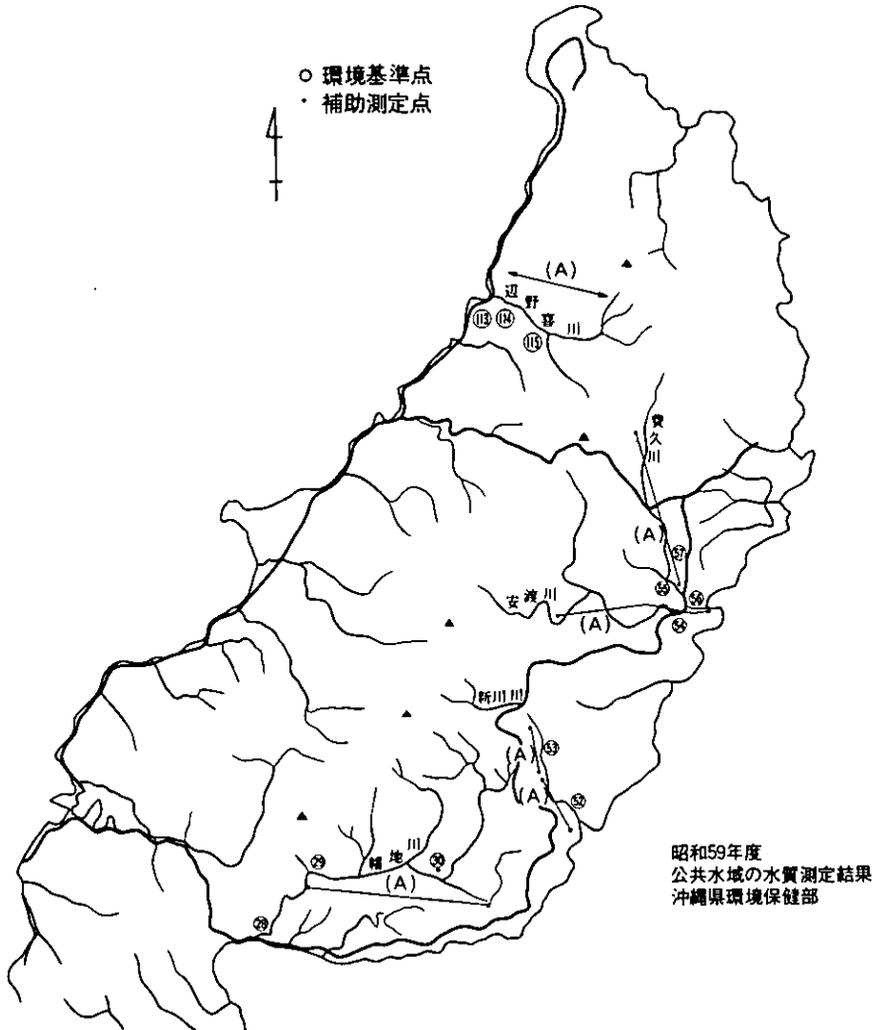 ○ 環境基準点
・ 補助測定点
(A)
辺野喜川
113 114
115
普久川
(A)
57
55
56
安波川
(A)
54
新川川
(A)
53
(A)
52
29
福地川
30
(A)
28
昭和59年度
公共水域の水質測定結果
沖縄県環境保健部